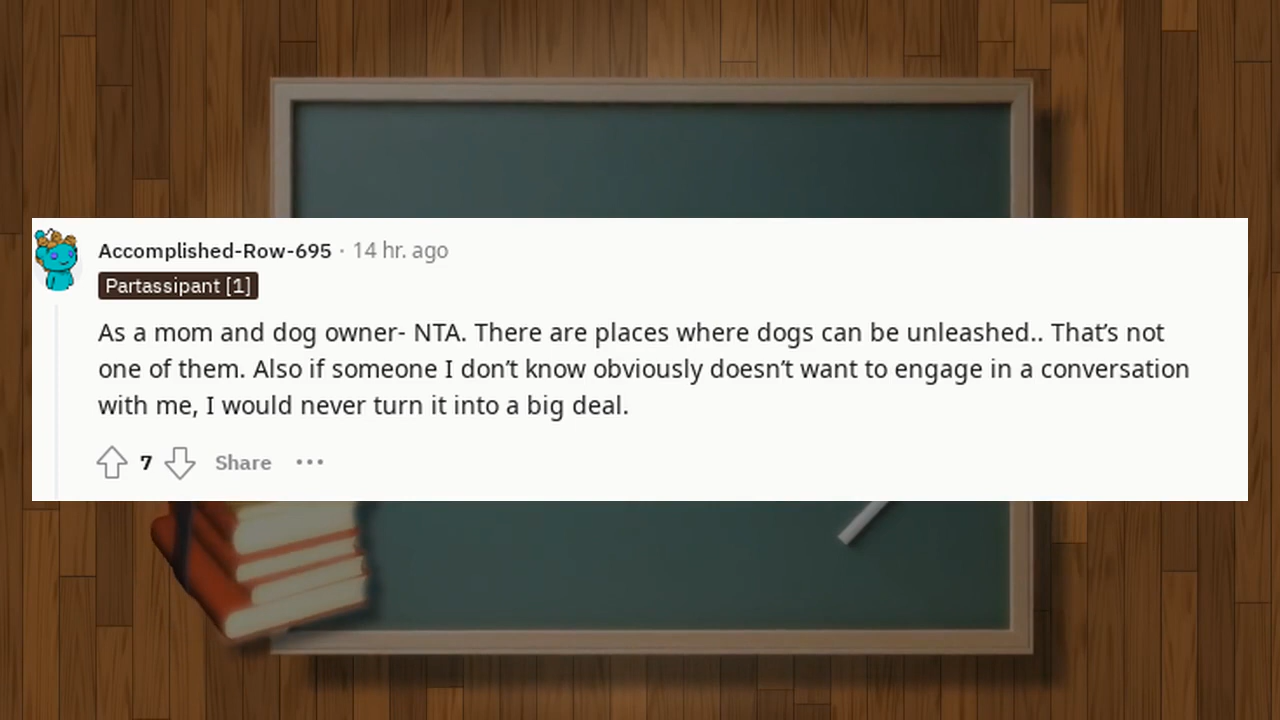 Accomplished-Row-695 · 14 hr. ago
Partassipant [1]
As a mom and dog owner- NTA. There are places where dogs can be unleashed.. That’s not
one of them. Also if someone I don’t know obviously doesn’t want to engage in a conversation
with me, I would never turn it into a big deal.
7 Share •••